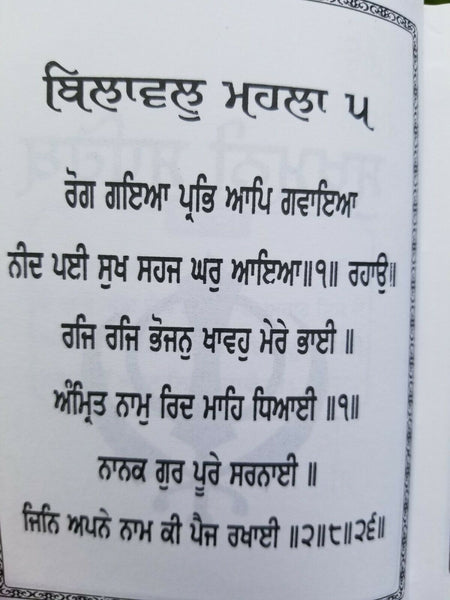 ਬਿਲਾਵਲੁ ਮਹਲਾ ੫
ਰੋਗ ਗਇਆ ਪ੍ਰਭਿ ਆਪਿ ਗਵਾਇਆ
ਨੀਦ ਪਈ ਸੁਖ ਸਹਜ ਘਰੁ ਆਇਆ॥੧॥ ਰਹਾਉ॥
ਰਜਿ ਰਜਿ ਭੋਜਨੁ ਖਾਵਹੁ ਮੇਰੇ ਭਾਈ ॥
ਅੰਮ੍ਰਿਤ ਨਾਮੁ ਰਿਦ ਮਾਹਿ ਧਿਆਈ ॥੧॥
ਨਾਨਕ ਗੁਰ ਪੂਰੇ ਸਰਨਾਈ ॥
ਜਿਨਿ ਅਪਨੇ ਨਾਮ ਕੀ ਪੈਜ ਰਖਾਈ ॥੨॥੮॥੨੬॥